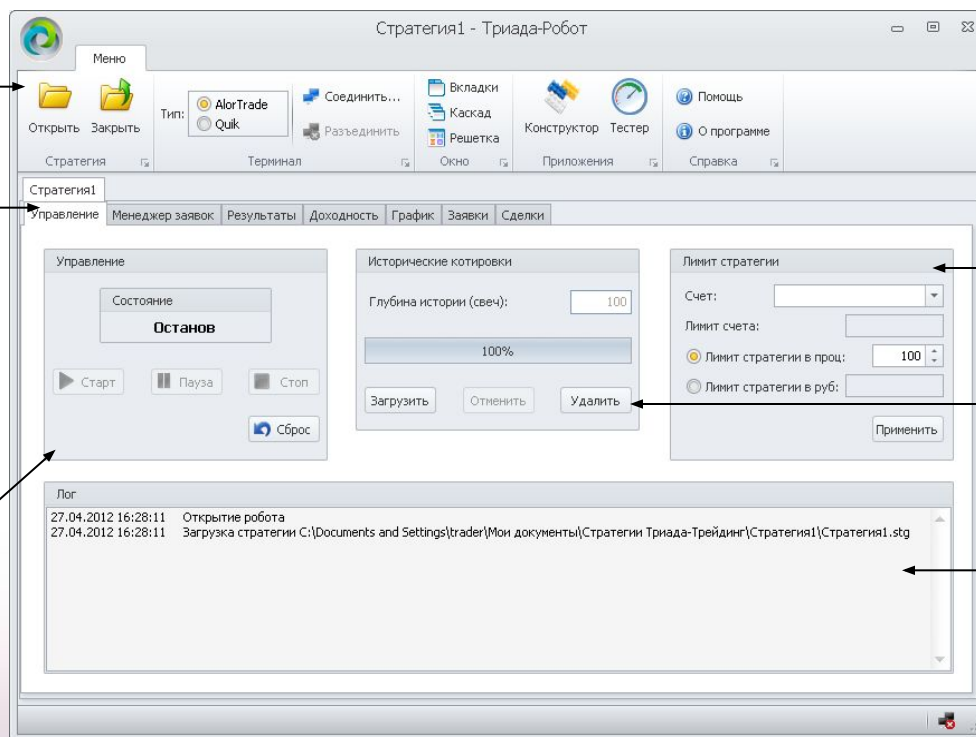 Стратегия1 - Триада-Робот
Меню
Открыть Закрыть
Стратегия
Тип: AlorTrade
Quik
Соединить...
Разъединить
Терминал
Вкладки
Каскад
Решетка
Окно
Конструктор Тестер
Приложения
Помощь
О программе
Справка
Стратегия1
Управление Менеджер заявок Результаты Доходность График Заявки Сделки
Управление
Состояние
Останов
Старт Пауза Стоп
Сброс
Исторические котировки
Глубина истории (свеч): 100
100%
Загрузить Отменить Удалить
Лимит стратегии
Счет:
Лимит счета:
Лимит стратегии в проц: 100
Лимит стратегии в руб:
Применить
Лог
27.04.2012 16:28:11 Открытие робота
27.04.2012 16:28:11 Загрузка стратегии C:\Documents and Settings\trader\Мои документы\Стратегии Триада-Трейдинг\Стратегия1\Стратегия1.stg